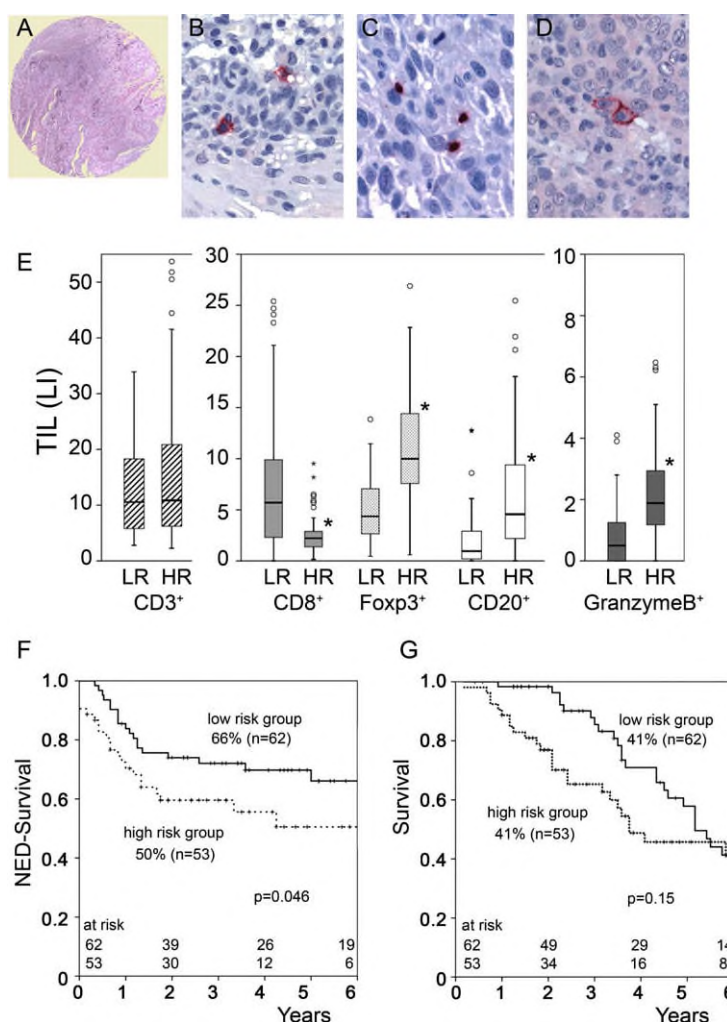 A
B
C
D
E
TIL (LI)
50
40
30
20
10
0
30
25
20
15
10
5
0
10
8
6
4
2
0
*
*
*
*
LR HR
LR HR
LR HR
LR HR
LR HR
CD3⁺
CD8⁺
Foxp3⁺
CD20⁺
GranzymeB⁺
F
NED-Survival
1.0
0.8
0.6
0.4
0.2
0
low risk group
66% (n=62)
high risk group
50% (n=53)
p=0.046
at risk
62 39 26 19
53 30 12 6
0 1 2 3 4 5 6
Years
G
Survival
1.0
0.8
0.6
0.4
0.2
0
low risk group
41% (n=62)
high risk group
41% (n=53)
p=0.15
at risk
62 49 29 14
53 34 16 8
0 1 2 3 4 5 6
Years